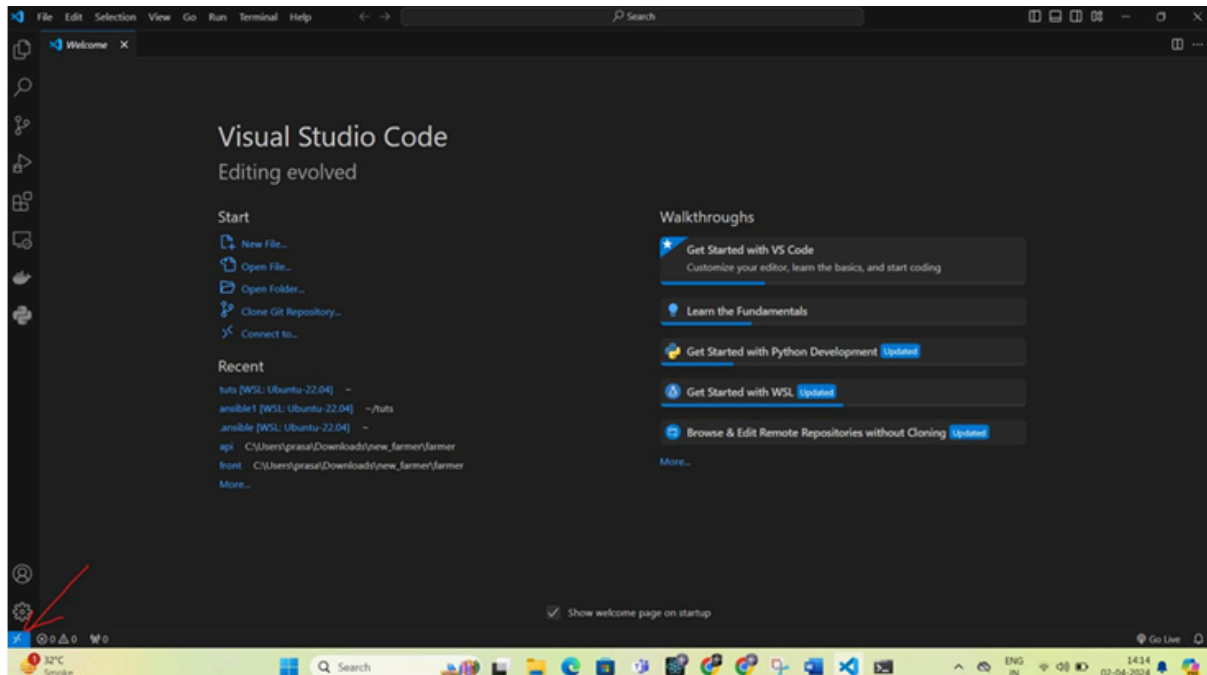 File Edit Selection View Go Run Terminal Help
Search
Welcome
Visual Studio Code
Editing evolved
Start
New File...
Open File...
Open Folder...
Clone Git Repository...
Connect to...
Recent
tuts [WSL: Ubuntu-22.04] ~
ansible1 [WSL: Ubuntu-22.04] ~/tuts
.ansible [WSL: Ubuntu-22.04] ~
api C:\Users\prasa\Downloads\new_farmer\farmer
front C:\Users\prasa\Downloads\new_farmer\farmer
More...
Walkthroughs
Get Started with VS Code
Customize your editor, learn the basics, and start coding
Learn the Fundamentals
Get Started with Python Development Updated
Get Started with WSL Updated
Browse & Edit Remote Repositories without Cloning Updated
More...
Show welcome page on startup
0 0 0
Go Live
1
32°C
Smoke
Search
ENG
IN
14:14
02-04-2024